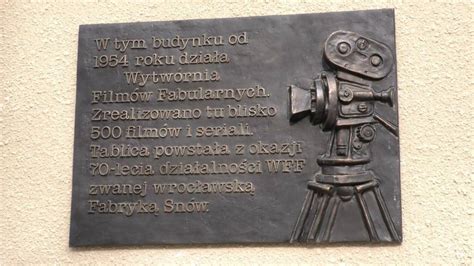 W tym budynku od
1954 roku działa
Wytwornia
Filmów Fabularnych.
Zrealizowano tu blisko
500 filmów i seriali.
Tablica powstała z okazji
70-lecia działalności WFF
zwanej wrocławską
Fabryką Snów.